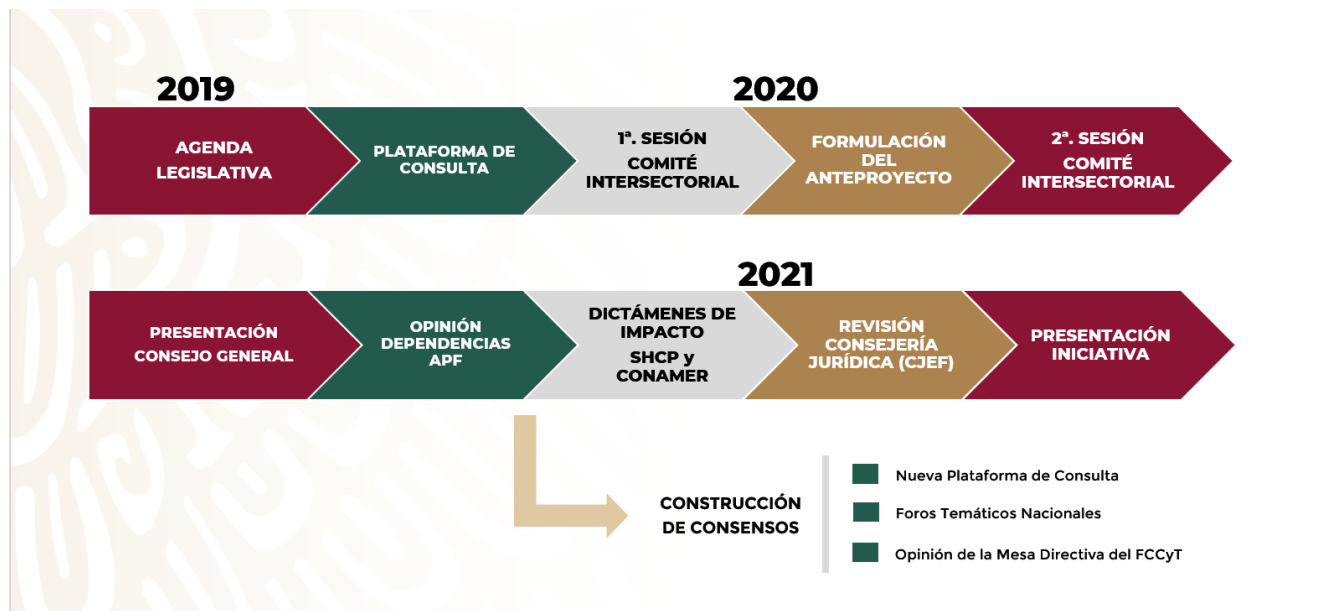 2019
2020
AGENDA
LEGISLATIVA
PLATAFORMA DE
CONSULTA
1ª. SESIÓN
COMITÉ
INTERSECTORIAL
FORMULACIÓN
DEL
ANTEPROYECTO
2ª. SESIÓN
COMITÉ
INTERSECTORIAL
2021
PRESENTACIÓN
CONSEJO GENERAL
OPINIÓN
DEPENDENCIAS
APF
DICTÁMENES DE
IMPACTO
SHCP y
CONAMER
REVISIÓN
CONSEJERÍA
JURÍDICA (CJEF)
PRESENTACIÓN
INICIATIVA
CONSTRUCCIÓN
DE CONSENSOS
Nueva Plataforma de Consulta
Foros Temáticos Nacionales
Opinión de la Mesa Directiva del FCCyT